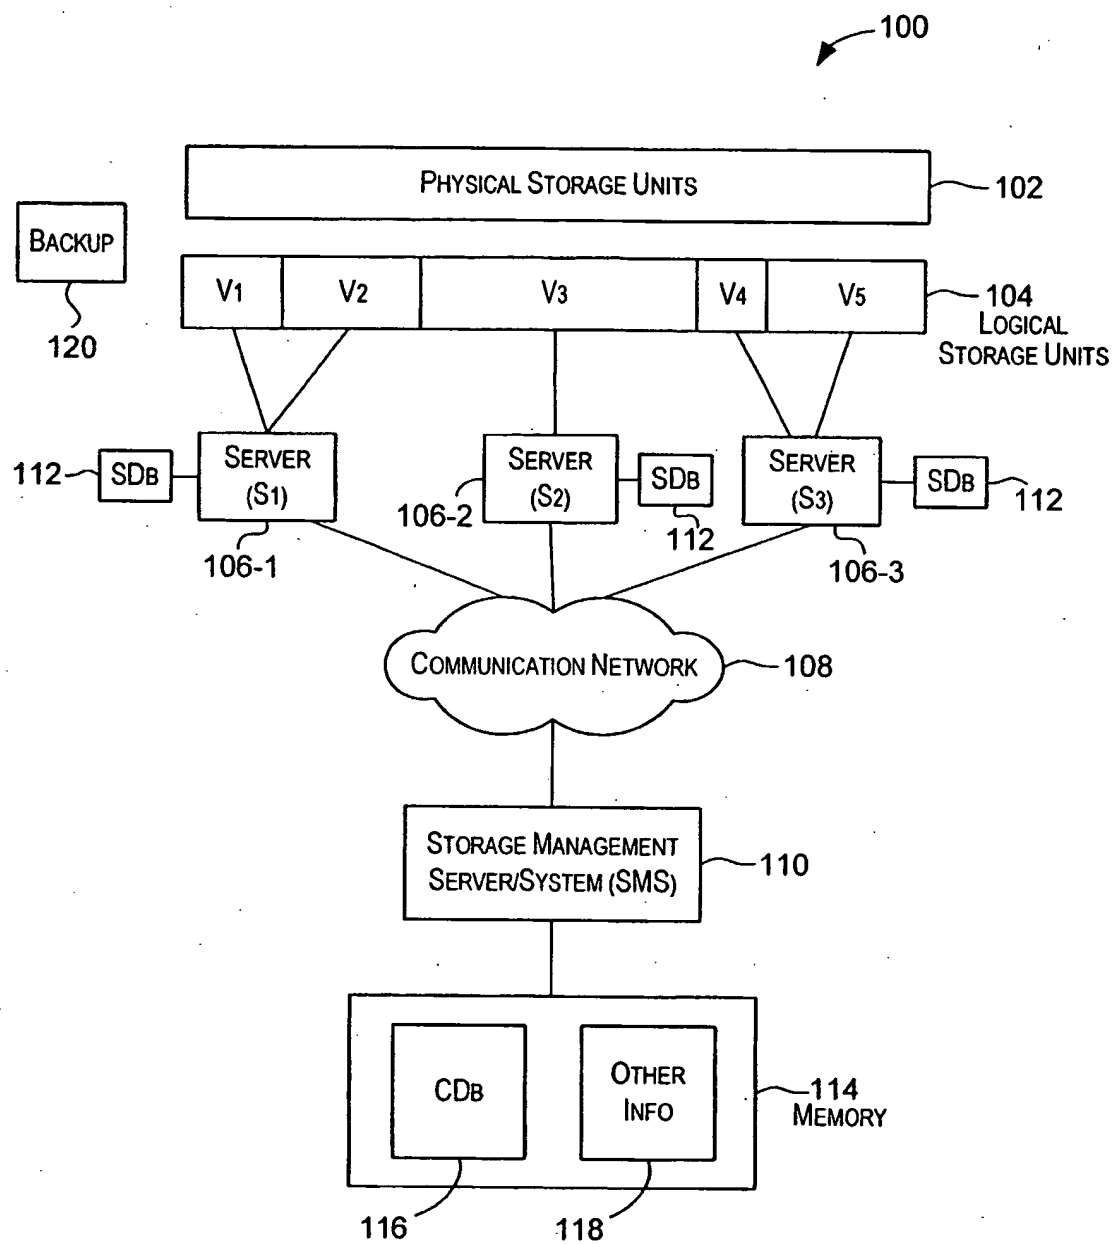 100
PHYSICAL STORAGE UNITS
102
BACKUP
120
V1
V2
V3
V4
V5
104
LOGICAL
STORAGE UNITS
112
SDB
SERVER
(S1)
106-1
106-2
SERVER
(S2)
SDB
112
SERVER
(S3)
106-3
SDB
112
COMMUNICATION NETWORK
108
STORAGE MANAGEMENT
SERVER/SYSTEM (SMS)
110
CDB
OTHER
INFO
114
MEMORY
116
118